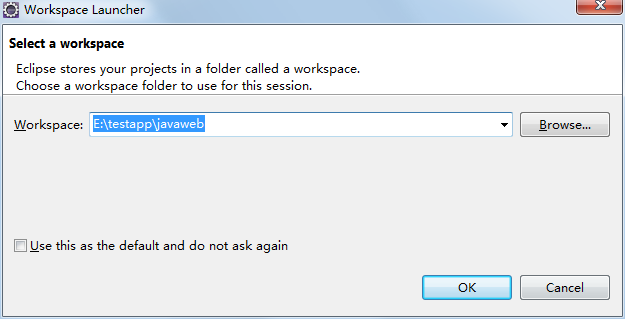 Workspace Launcher
Select a workspace
Eclipse stores your projects in a folder called a workspace.
Choose a workspace folder to use for this session.
Workspace: E:\testapp\javaweb Browse...
Use this as the default and do not ask again
OK Cancel